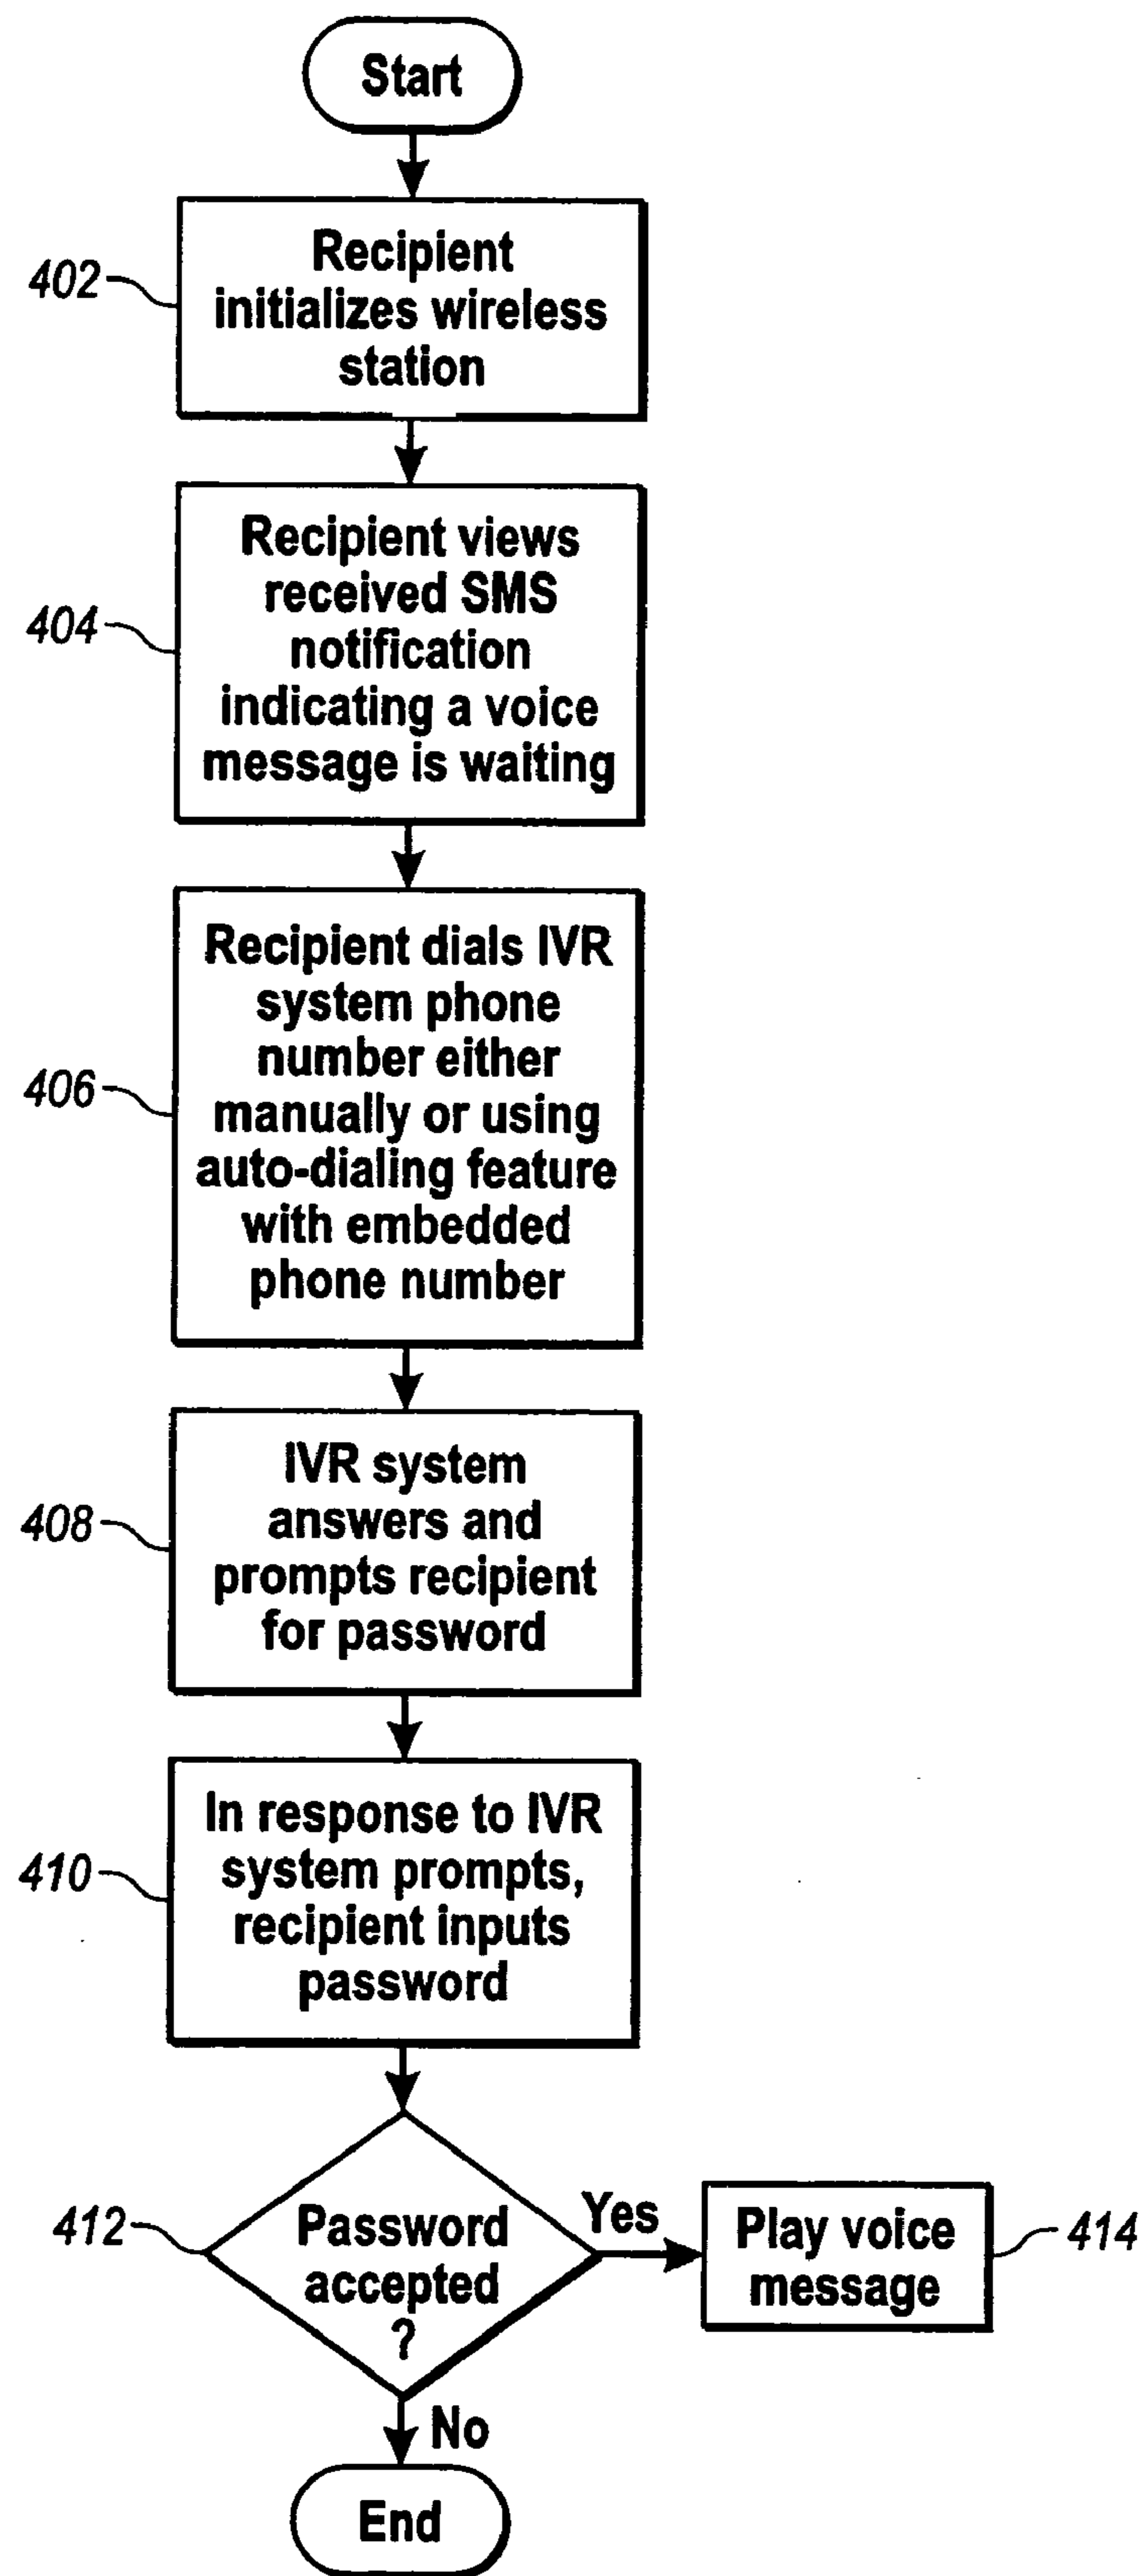 Start
402
Recipient
initializes wireless
station
404
Recipient views
received SMS
notification
indicating a voice
message is waiting
406
Recipient dials IVR
system phone
number either
manually or using
auto-dialing feature
with embedded
phone number
408
IVR system
answers and
prompts recipient
for password
410
In response to IVR
system prompts,
recipient inputs
password
412
Password
accepted
?
Yes
Play voice
message
414
No
End